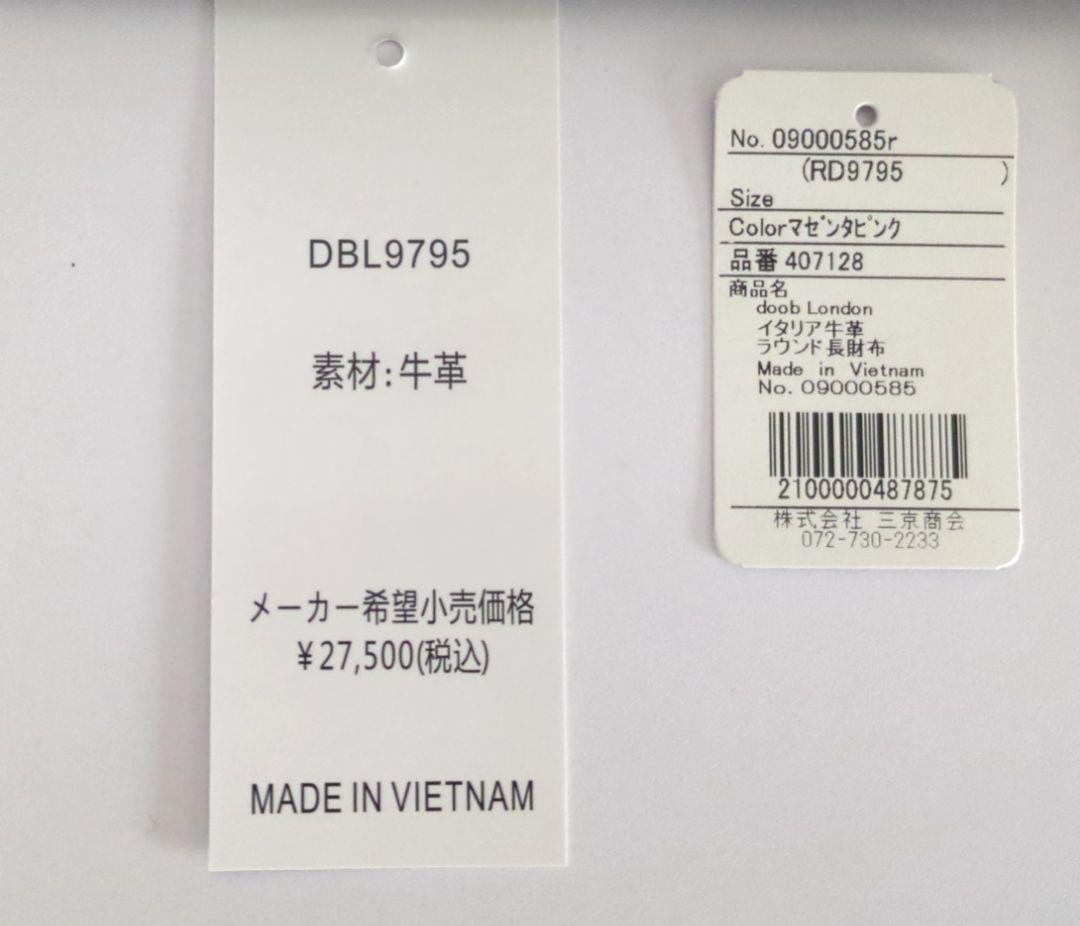 DBL9795
素材:牛革
メーカー希望小売価格
¥27,500(税込)
MADE IN VIETNAM
No. 09000585r
(RD9795 )
Size
Colorマゼンタピンク
品番 407128
商品名
doob London
イタリア牛革
ラウンド長財布
Made in Vietnam
No. 09000585
2100000487875
株式会社 三京商会
072-730-2233